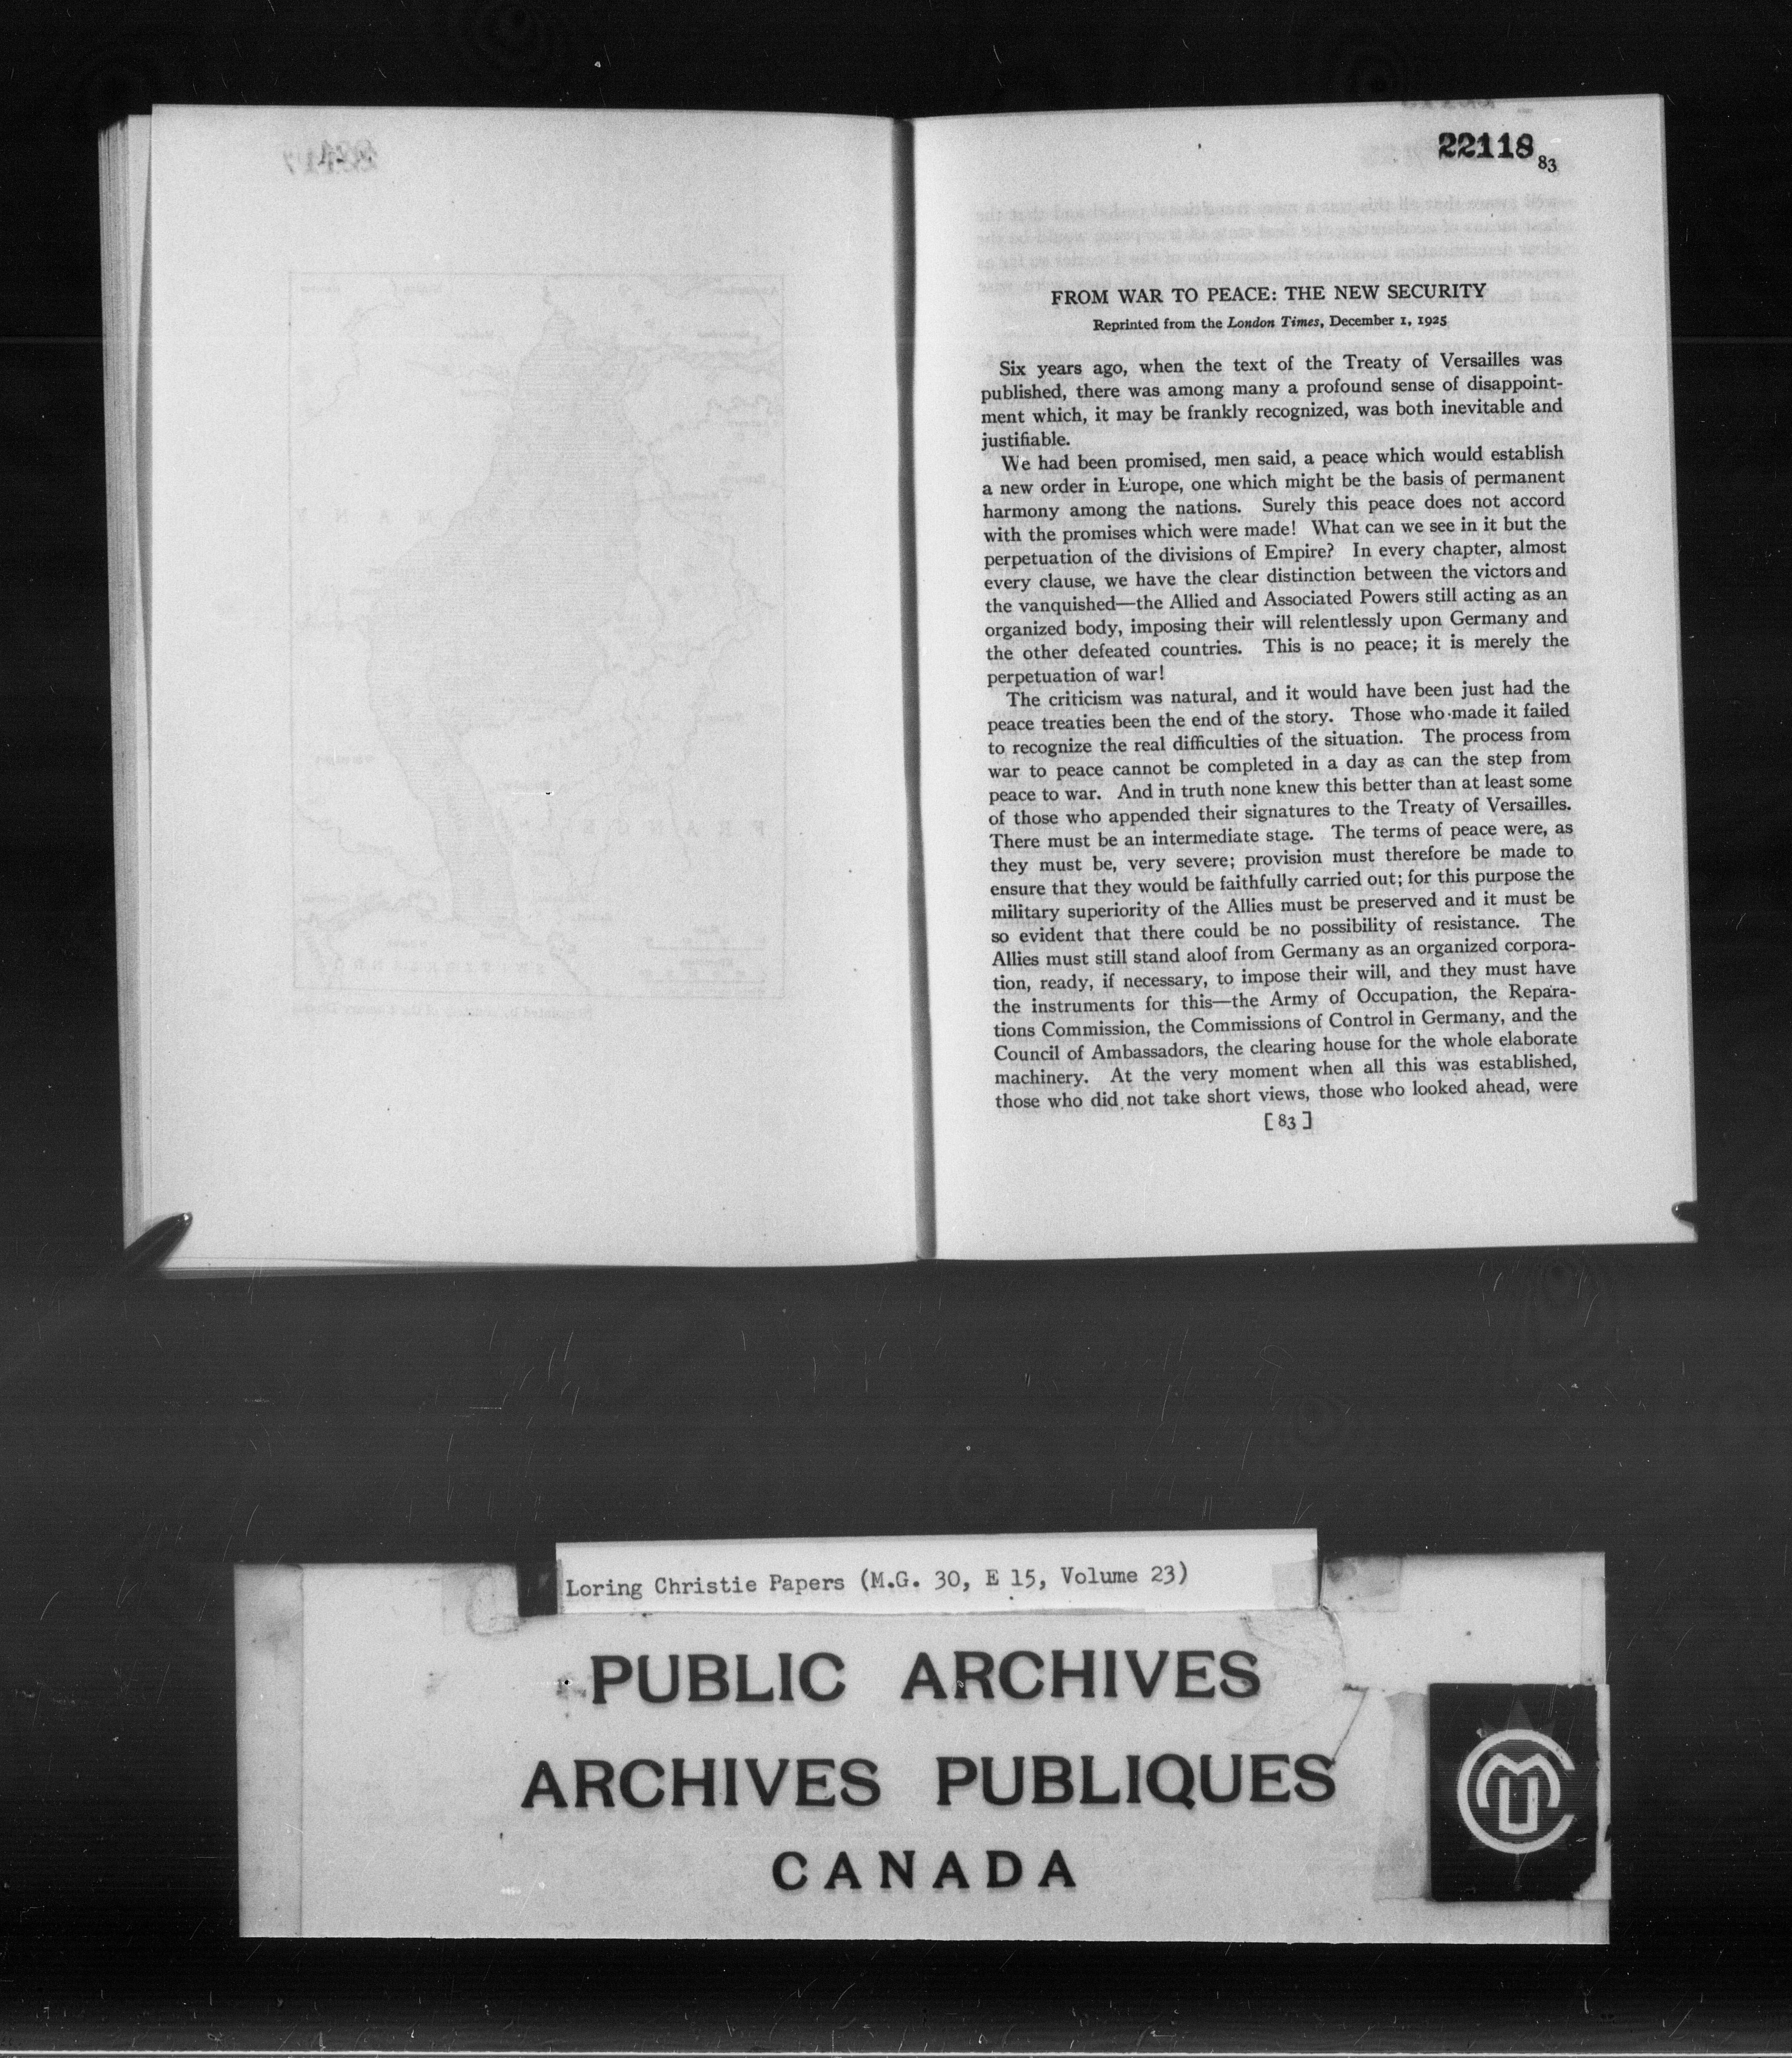 22118
83
FROM WAR TO PEACE: THE NEW SECURITY
Reprinted from the London Times, December 1, 1925
Six years ago, when the text of the Treaty of Versailles was
published, there was among many a profound sense of disappoint-
ment which, it may be frankly recognized, was both inevitable and
justifiable.
We had been promised, men said, a peace which would establish
a new order in Europe, one which might be the basis of permanent
harmony among the nations. Surely this peace does not accord
with the promises which were made! What can we see in it but the
perpetuation of the divisions of Empire? In every chapter, almost
every clause, we have the clear distinction between the victors and
the vanquished—the Allied and Associated Powers still acting as an
organized body, imposing their will relentlessly upon Germany and
the other defeated countries. This is no peace; it is merely the
perpetuation of war!
The criticism was natural, and it would have been just had the
peace treaties been the end of the story. Those who made it failed
to recognize the real difficulties of the situation. The process from
war to peace cannot be completed in a day as can the step from
peace to war. And in truth none knew this better than at least some
of those who appended their signatures to the Treaty of Versailles.
There must be an intermediate stage. The terms of peace were, as
they must be, very severe; provision must therefore be made to
ensure that they would be faithfully carried out; for this purpose the
military superiority of the Allies must be preserved and it must be
so evident that there could be no possibility of resistance. The
Allies must still stand aloof from Germany as an organized corpora-
tion, ready, if necessary, to impose their will, and they must have
the instruments for this—the Army of Occupation, the Repara-
tions Commission, the Commissions of Control in Germany, and the
Council of Ambassadors, the clearing house for the whole elaborate
machinery. At the very moment when all this was established,
those who did not take short views, those who looked ahead, were
[ 83 ]
Loring Christie Papers (M.G. 30, E 15, Volume 23)
PUBLIC ARCHIVES
ARCHIVES PUBLIQUES
CANADA